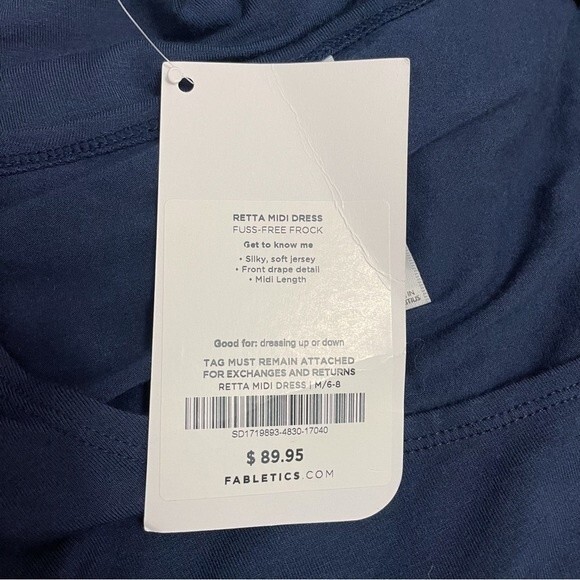 RETTA MIDI DRESS
FUSS-FREE FROCK
Get to know me
• Silky, soft jersey
• Front drape detail
• Midi Length
Good for: dressing up or down
TAG MUST REMAIN ATTACHED
FOR EXCHANGES AND RETURNS
RETTA MIDI DRESS | M/6-8
SD1719893-4830-17040
$ 89.95
FABLETICS.COM
IN